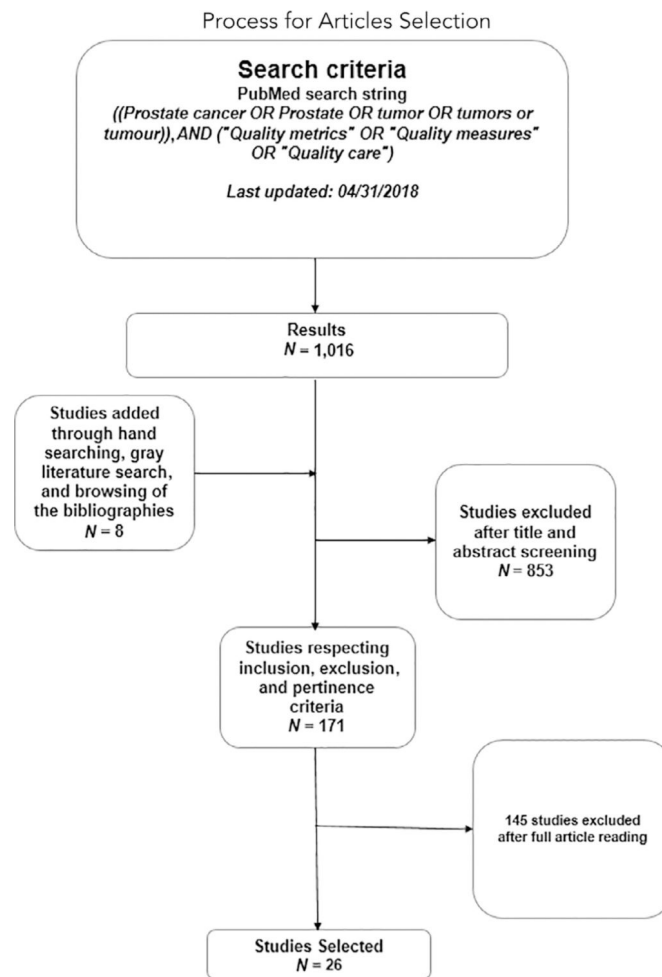 Process for Articles Selection
Search criteria
PubMed search string
((Prostate cancer OR Prostate OR tumor OR tumors or
tumour)),AND ("Quality metrics" OR "Quality measures"
OR "Quality care")
Last updated: 04/31/2018
Results
N = 1,016
Studies added
through hand
searching, gray
literature search,
and browsing of
the bibliographies
N = 8
Studies excluded
after title and
abstract screening
N = 853
Studies respecting
inclusion, exclusion,
and pertinence
criteria
N = 171
145 studies excluded
after full article reading
Studies Selected
N = 26